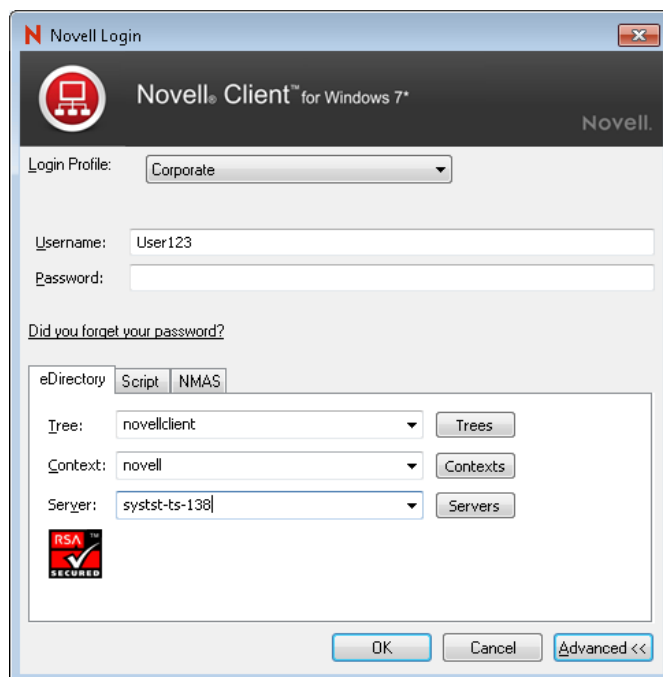 Novell Login
Novell® Client™ for Windows 7*
Novell.
Login Profile: Corporate
Username: User123
Password:
Did you forget your password?
eDirectory Script NMAS
Tree: novellclient Trees
Context: novell Contexts
Server: systst-ts-138 Servers
RSA ™
SECURED
OK Cancel Advanced <<